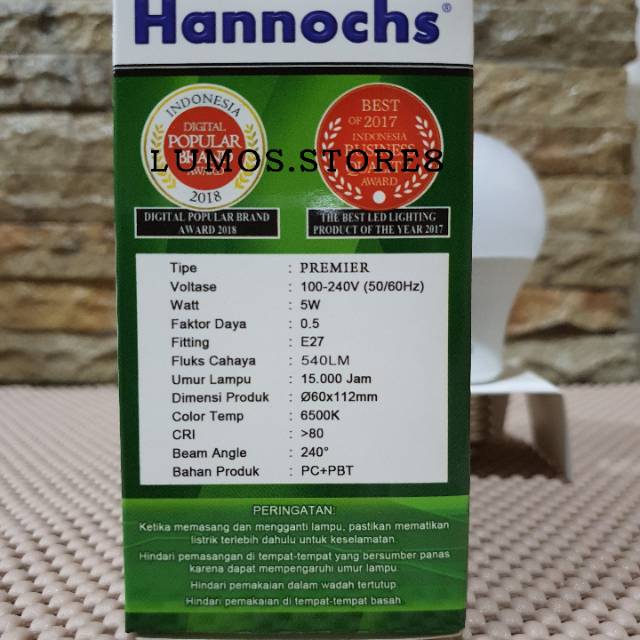 Hannochs®
INDONESIA
DIGITAL
POPULAR
BRAND
AWARD
2018
DIGITAL POPULAR BRAND
AWARD 2018
BEST
OF 2017
INDONESIA
BUSINESS
QUALITY
AWARD
THE BEST LED LIGHTING
PRODUCT OF THE YEAR 2017
LUMOS.STORE8
Tipe : PREMIER
Voltase : 100-240V (50/60Hz)
Watt : 5W
Faktor Daya : 0.5
Fitting : E27
Fluks Cahaya : 540LM
Umur Lampu : 15.000 Jam
Dimensi Produk : Ø60x112mm
Color Temp : 6500K
CRI : >80
Beam Angle : 240°
Bahan Produk : PC+PBT
PERINGATAN:
Ketika memasang dan mengganti lampu, pastikan mematikan
listrik terlebih dahulu untuk keselamatan.
Hindari pemasangan di tempat-tempat yang bersumber panas
karena dapat mempengaruhi umur lampu.
Hindari pemakaian dalam wadah tertutup.
Hindari pemakaian di tempat-tempat basah